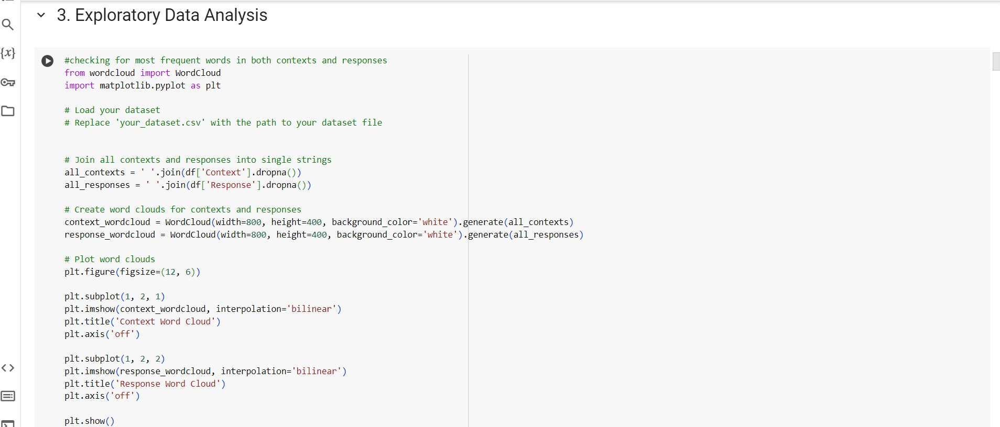 3. Exploratory Data Analysis
{x}
#checking for most frequent words in both contexts and responses
from wordcloud import WordCloud
import matplotlib.pyplot as plt
# Load your dataset
# Replace 'your_dataset.csv' with the path to your dataset file
# Join all contexts and responses into single strings
all_contexts = ' '.join(df['Context'].dropna())
all_responses = ' '.join(df['Response'].dropna())
# Create word clouds for contexts and responses
context_wordcloud = WordCloud(width=800, height=400, background_color='white').generate(all_contexts)
response_wordcloud = WordCloud(width=800, height=400, background_color='white').generate(all_responses)
# Plot word clouds
plt.figure(figsize=(12, 6))
plt.subplot(1, 2, 1)
plt.imshow(context_wordcloud, interpolation='bilinear')
plt.title('Context Word Cloud')
plt.axis('off')
plt.subplot(1, 2, 2)
plt.imshow(response_wordcloud, interpolation='bilinear')
plt.title('Response Word Cloud')
plt.axis('off')
plt.show()